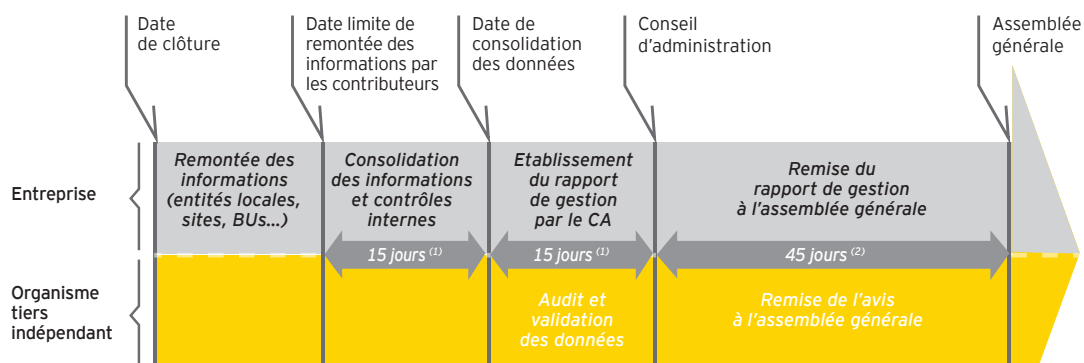 Date
de clôture
Date limite de
remontée des
informations par
les contributeurs
Date de
consolidation
des données
Conseil
d'administration
Assemblée
générale
Entreprise
Remontée des
informations
(entités locales,
sites, BUs...)
Consolidation
des informations
et contrôles
internes
Etablissement
du rapport
de gestion
par le CA
Remise du
rapport de gestion
à l'assemblée générale
15 jours (1)
15 jours (1)
45 jours (2)
Organisme
tiers
indépendant
Audit et
validation
des données
Remise de l'avis
à l'assemblée générale